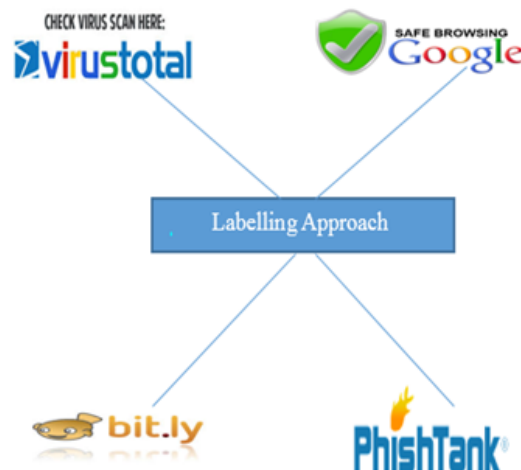 CHECK VIRUS SCAN HERE:
virustotal
SAFE BROWSING
Google
Labelling Approach
bit.ly
PhishTank